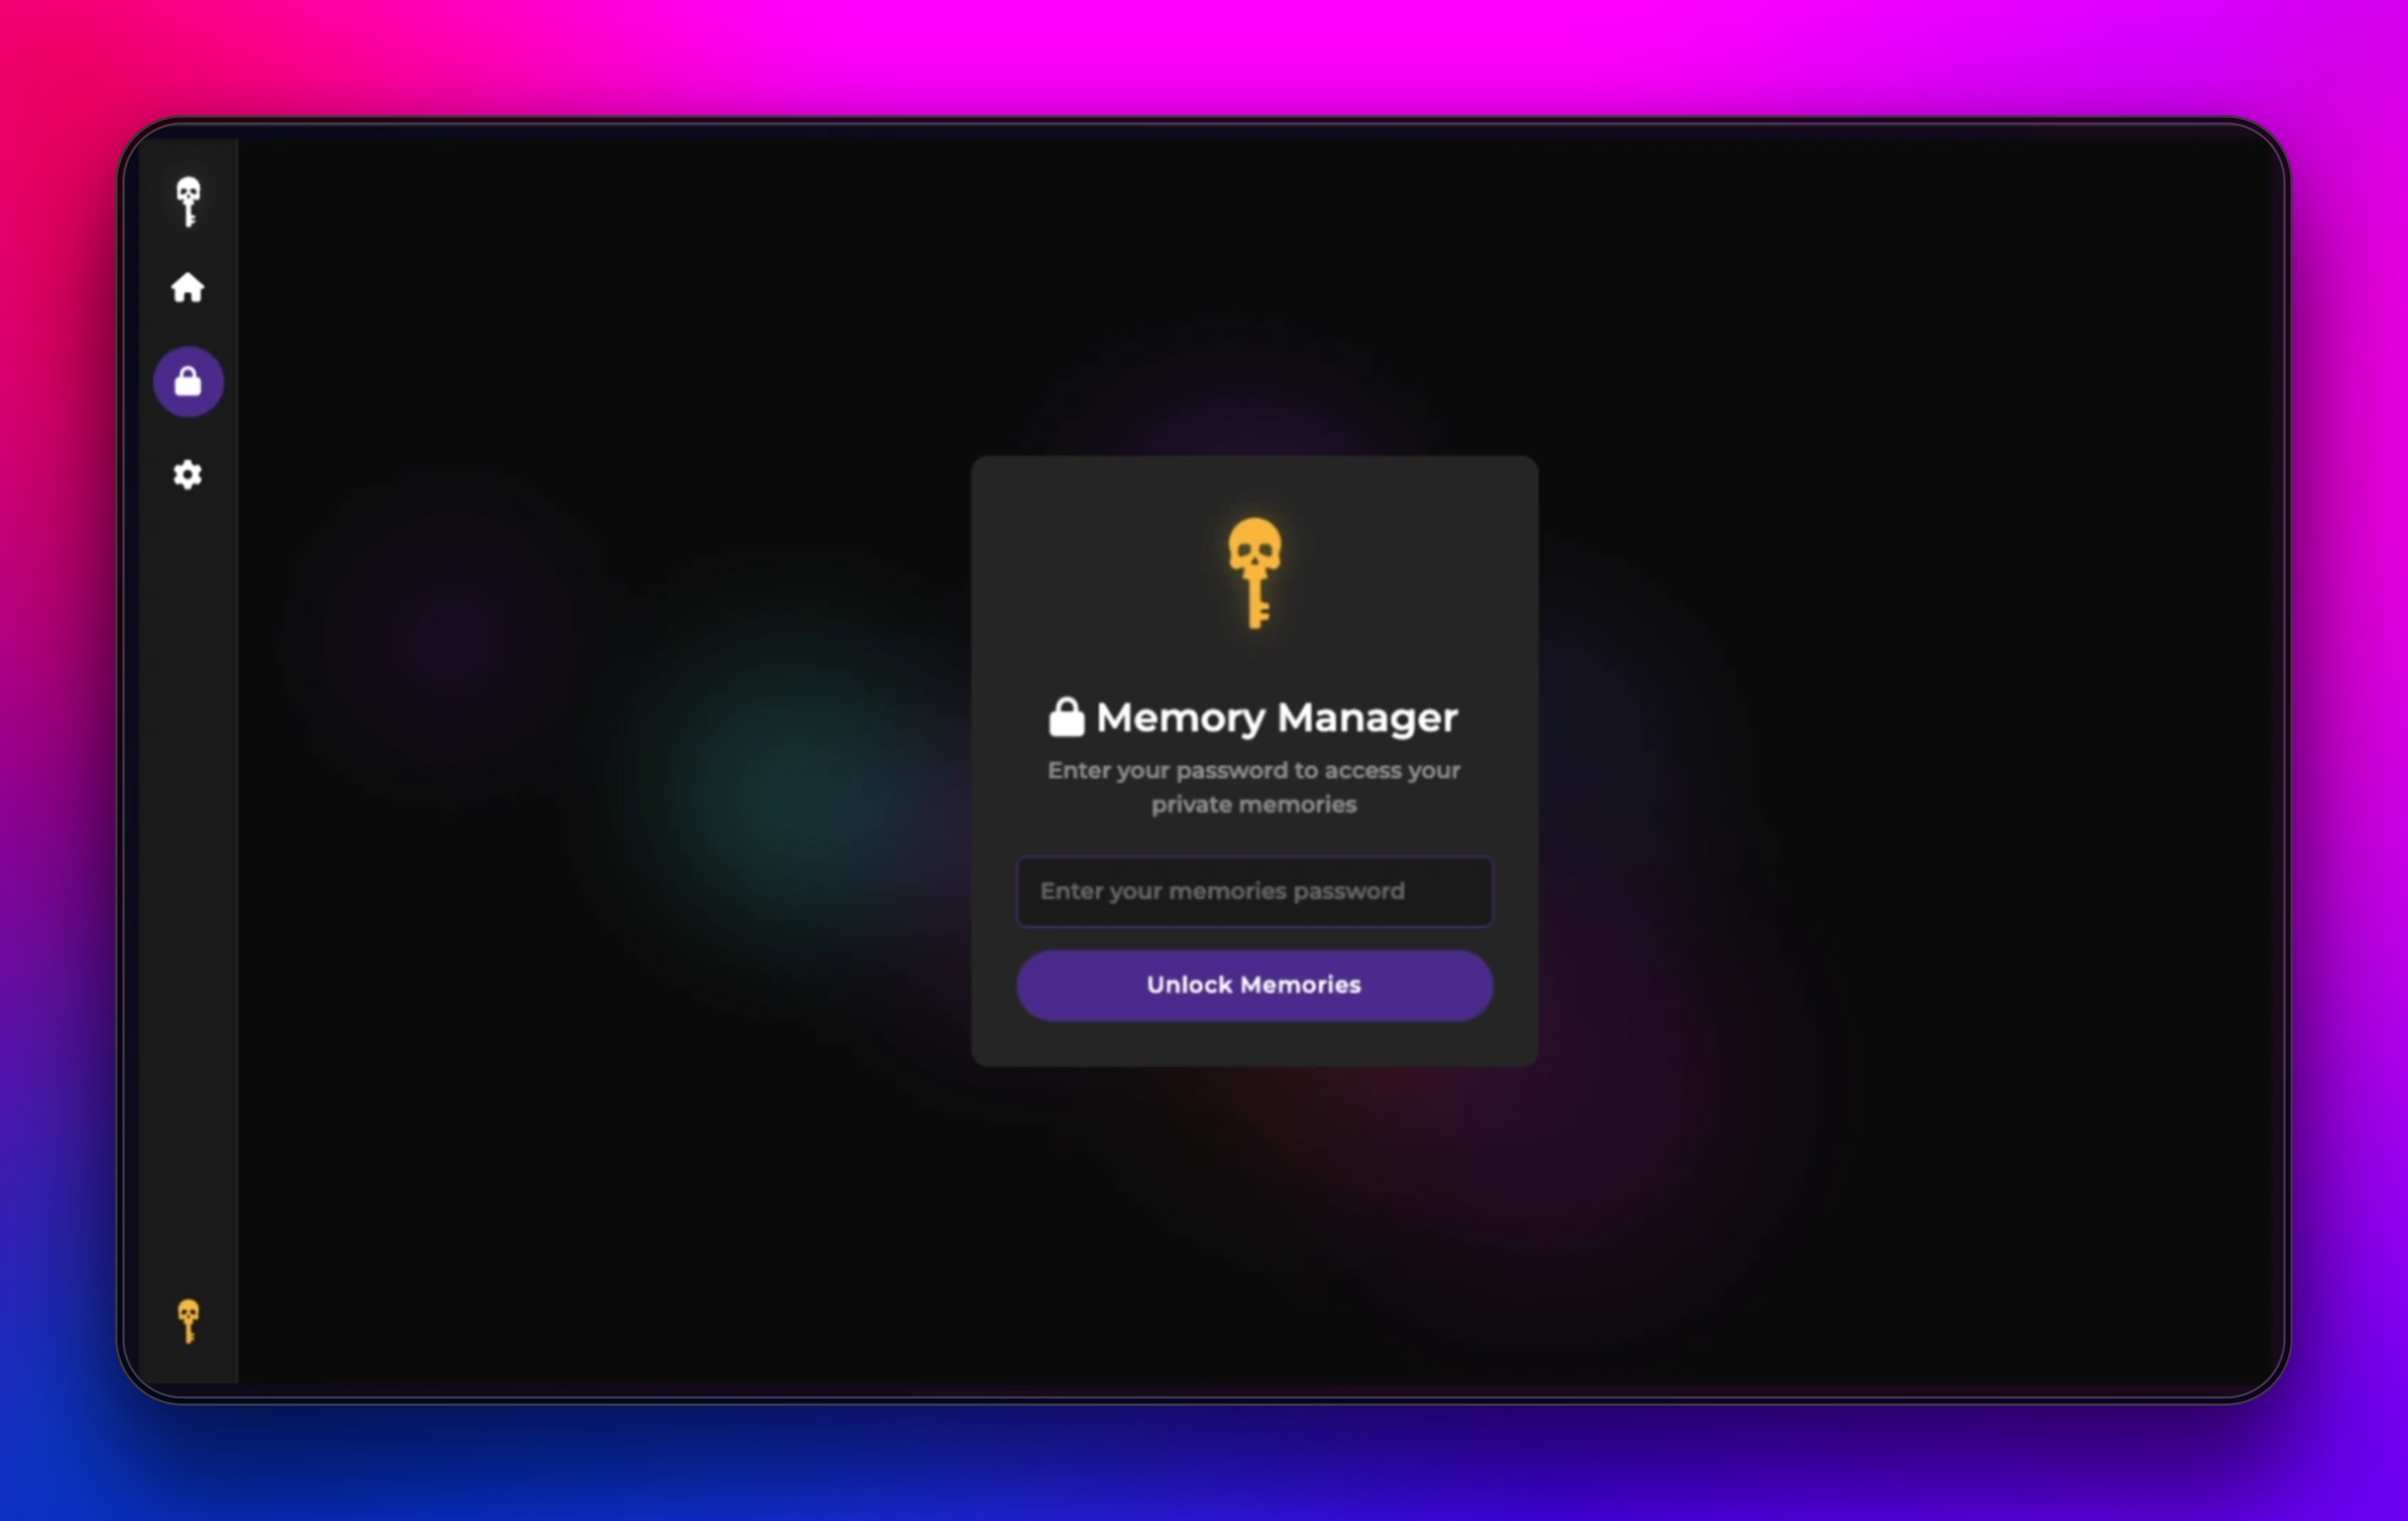 Memory Manager
Enter your password to access your
private memories
Enter your memories password
Unlock Memories